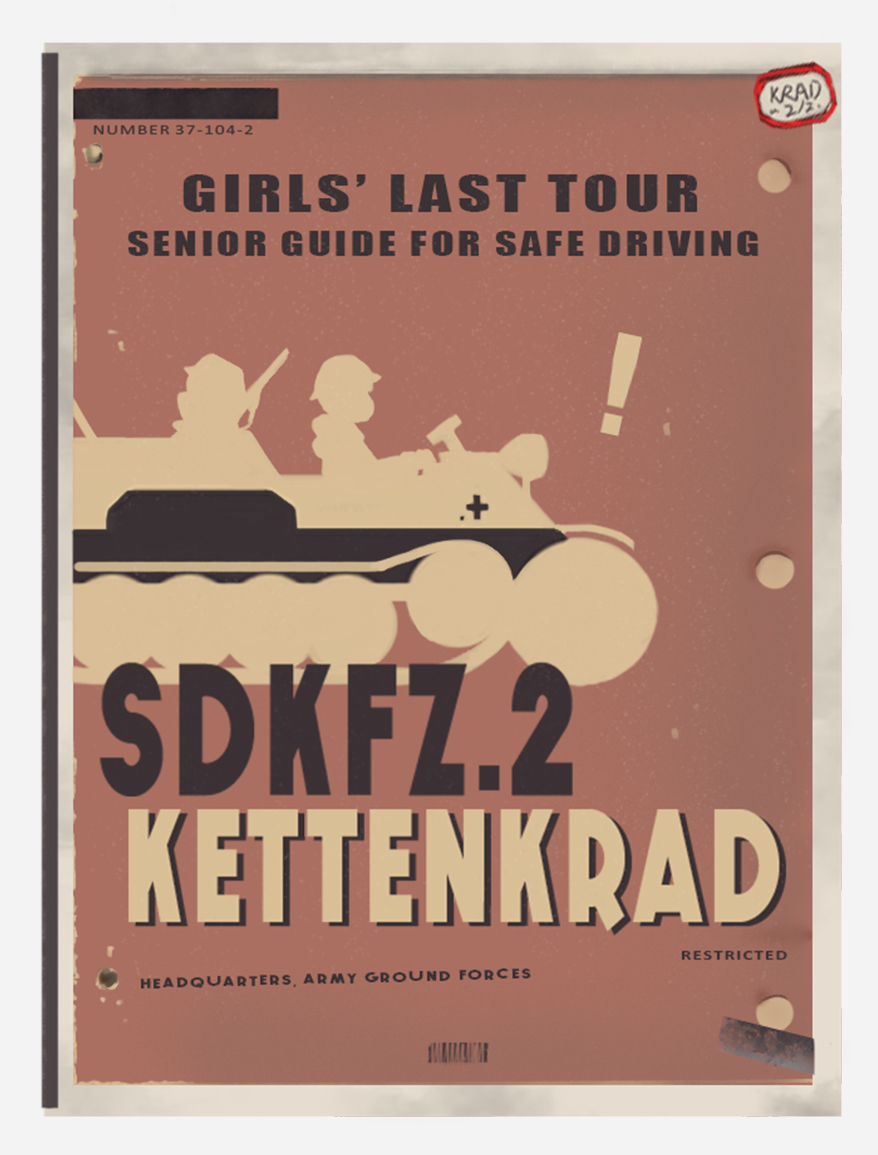 KRAD
- 2/2.
NUMBER 37-104-2
GIRLS' LAST TOUR
SENIOR GUIDE FOR SAFE DRIVING
!
SDKFZ.2
KETTENKRAD
RESTRICTED
HEADQUARTERS, ARMY GROUND FORCES